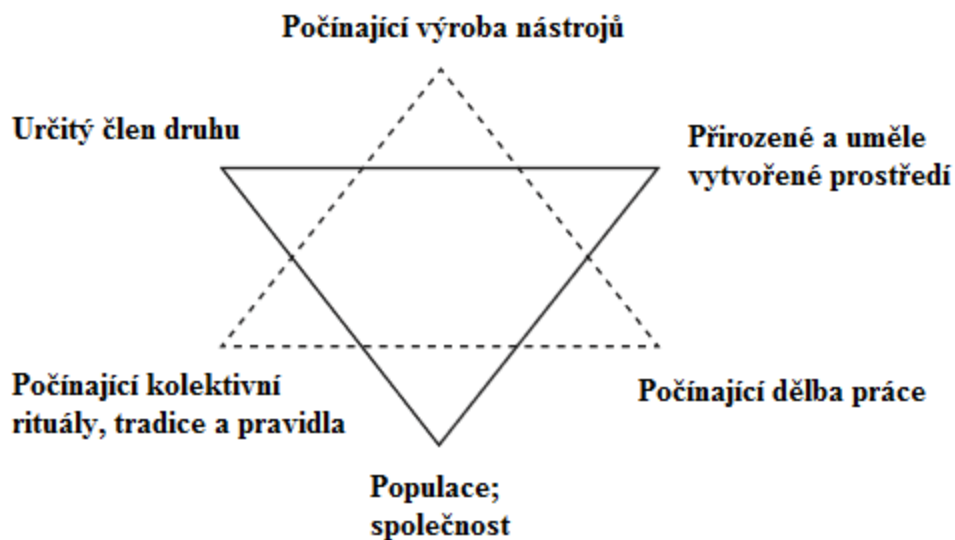 Počínající výroba nástrojů
Určitý člen druhu
Přirozené a uměle
vytvořené prostředí
Počínající kolektivní
rituály, tradice a pravidla
Počínající dělba práce
Populace;
společnost